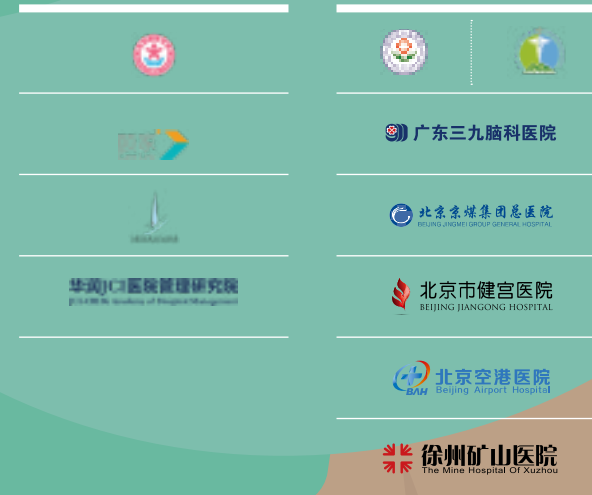 华润JCI医院管理研究院
广东三九脑科医院
北京京煤集团总医院
BEIJING JINGMEI GROUP GENERAL HOSPITAL
北京市健宫医院
BEIJING JIANGONG HOSPITAL
BAH
北京空港医院
Beijing Airport Hospital
徐州矿山医院
The Mine Hospital Of Xuzhou